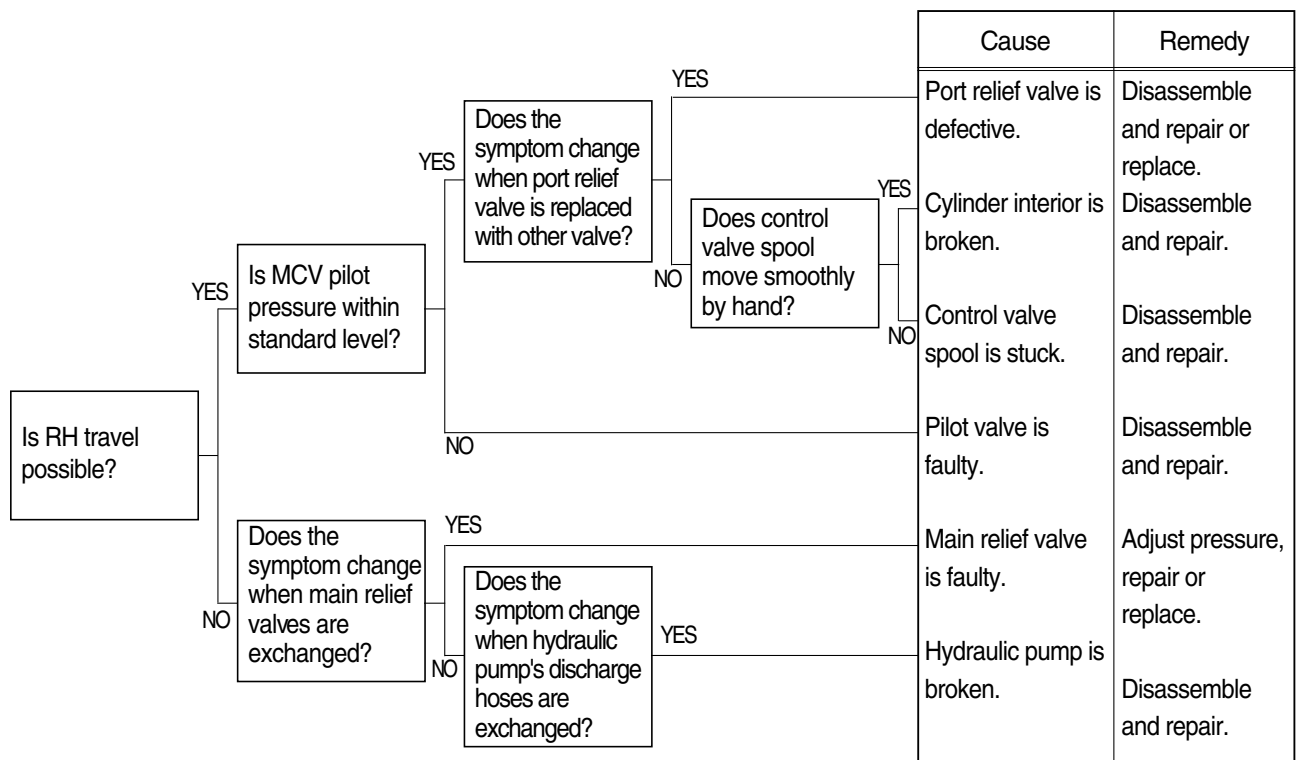 Is RH travel
possible?
YES
NO
Is MCV pilot
pressure within
standard level?
YES
NO
Does the
symptom change
when port relief
valve is replaced
with other valve?
YES
NO
Does control
valve spool
move smoothly
by hand?
YES
NO
Does the
symptom change
when main relief
valves are
exchanged?
YES
NO
Does the
symptom change
when hydraulic
pump's discharge
hoses are
exchanged?
YES
Cause
Remedy
Port relief valve is
defective.
Disassemble
and repair or
replace.
Cylinder interior is
broken.
Disassemble
and repair.
Control valve
spool is stuck.
Disassemble
and repair.
Pilot valve is
faulty.
Disassemble
and repair.
Main relief valve
is faulty.
Adjust pressure,
repair or
replace.
Hydraulic pump is
broken.
Disassemble
and repair.